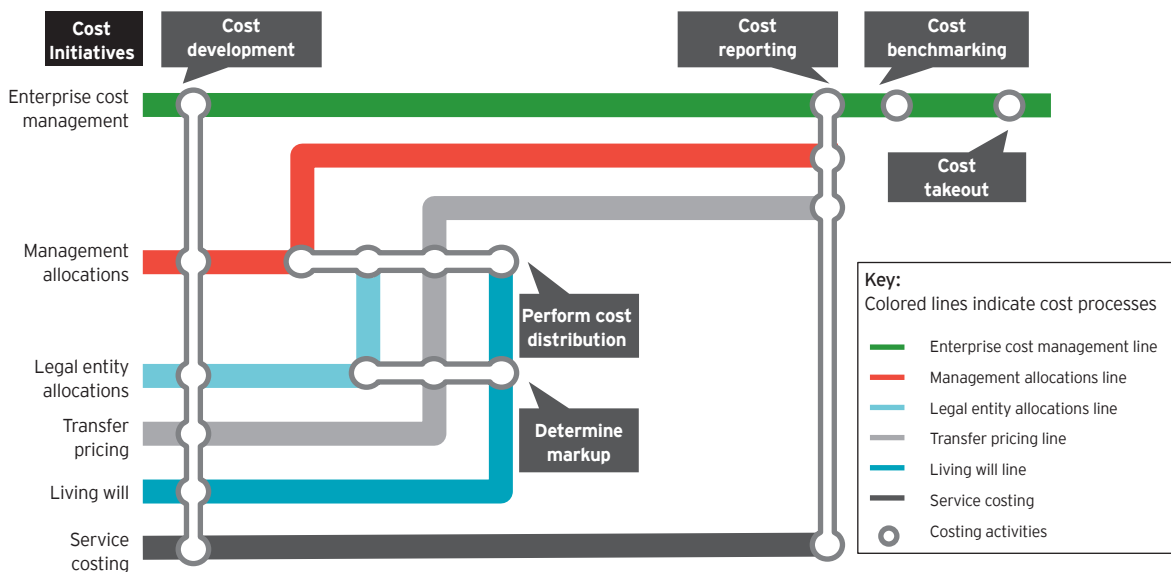 Cost
Initiatives
Cost
development
Cost
reporting
Cost
benchmarking
Enterprise cost
management
Cost
takeout
Management
allocations
Perform cost
distribution
Legal entity
allocations
Determine
markup
Transfer
pricing
Living will
Service
costing
Key:
Colored lines indicate cost processes
Enterprise cost management line
Management allocations line
Legal entity allocations line
Transfer pricing line
Living will line
Service costing
Costing activities